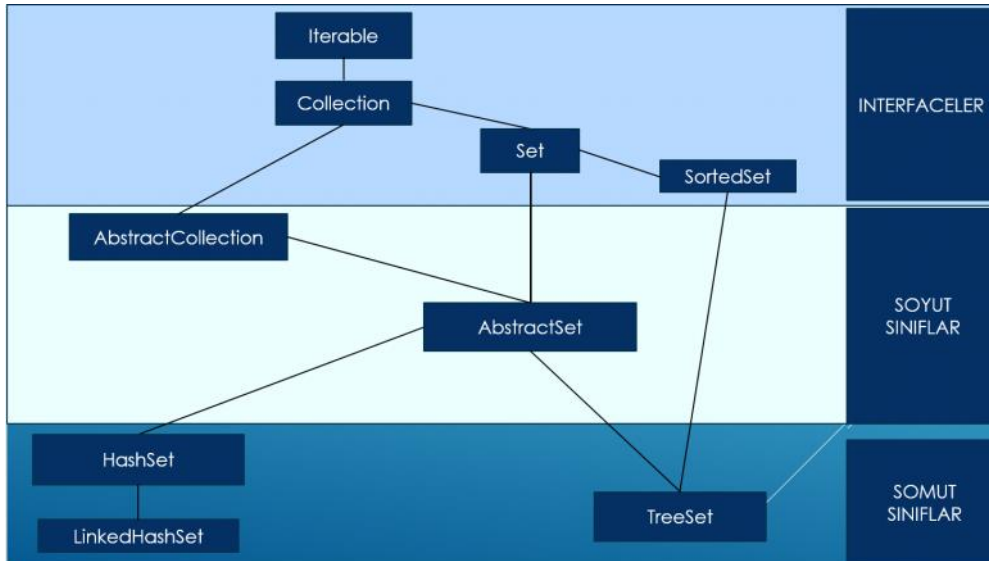 Iterable
Collection
INTERFACELER
Set
SortedSet
AbstractCollection
AbstractSet
SOYUT
SINIFLAR
HashSet
LinkedHashSet
TreeSet
SOMUT
SINIFLAR